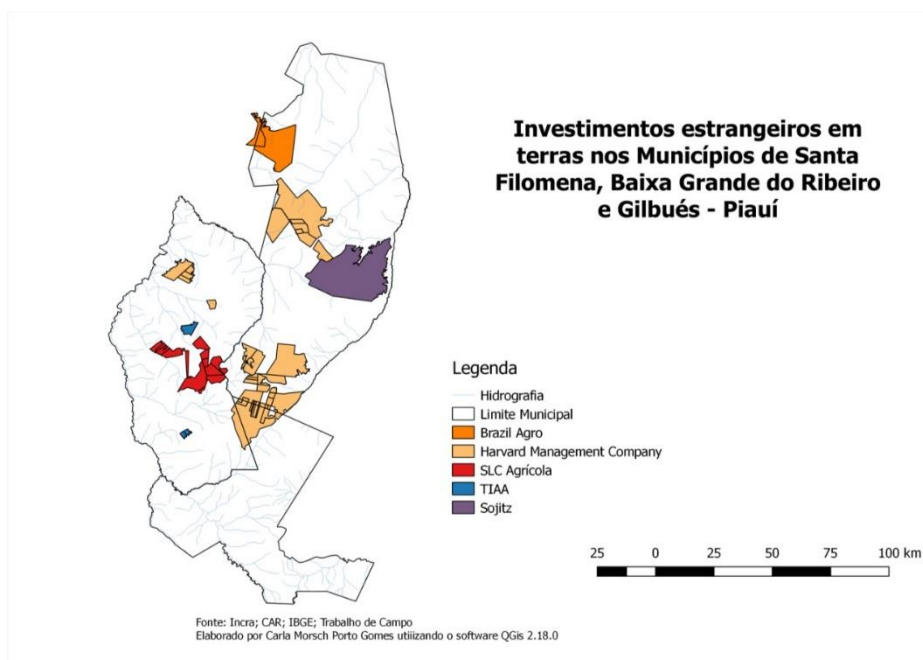 Investimentos estrangeiros em
terras nos Municípios de Santa
Filomena, Baixa Grande do Ribeiro
e Gilbués - Piauí
Legenda
Hidrografia
Limite Municipal
Brazil Agro
Harvard Management Company
SLC Agrícola
TIAA
Sojitz
25 0 25 50 75 100 km
Fonte: Incra; CAR; IBGE; Trabalho de Campo
Elaborado por Carla Morsch Porto Gomes utiiizando o software QGis 2.18.0